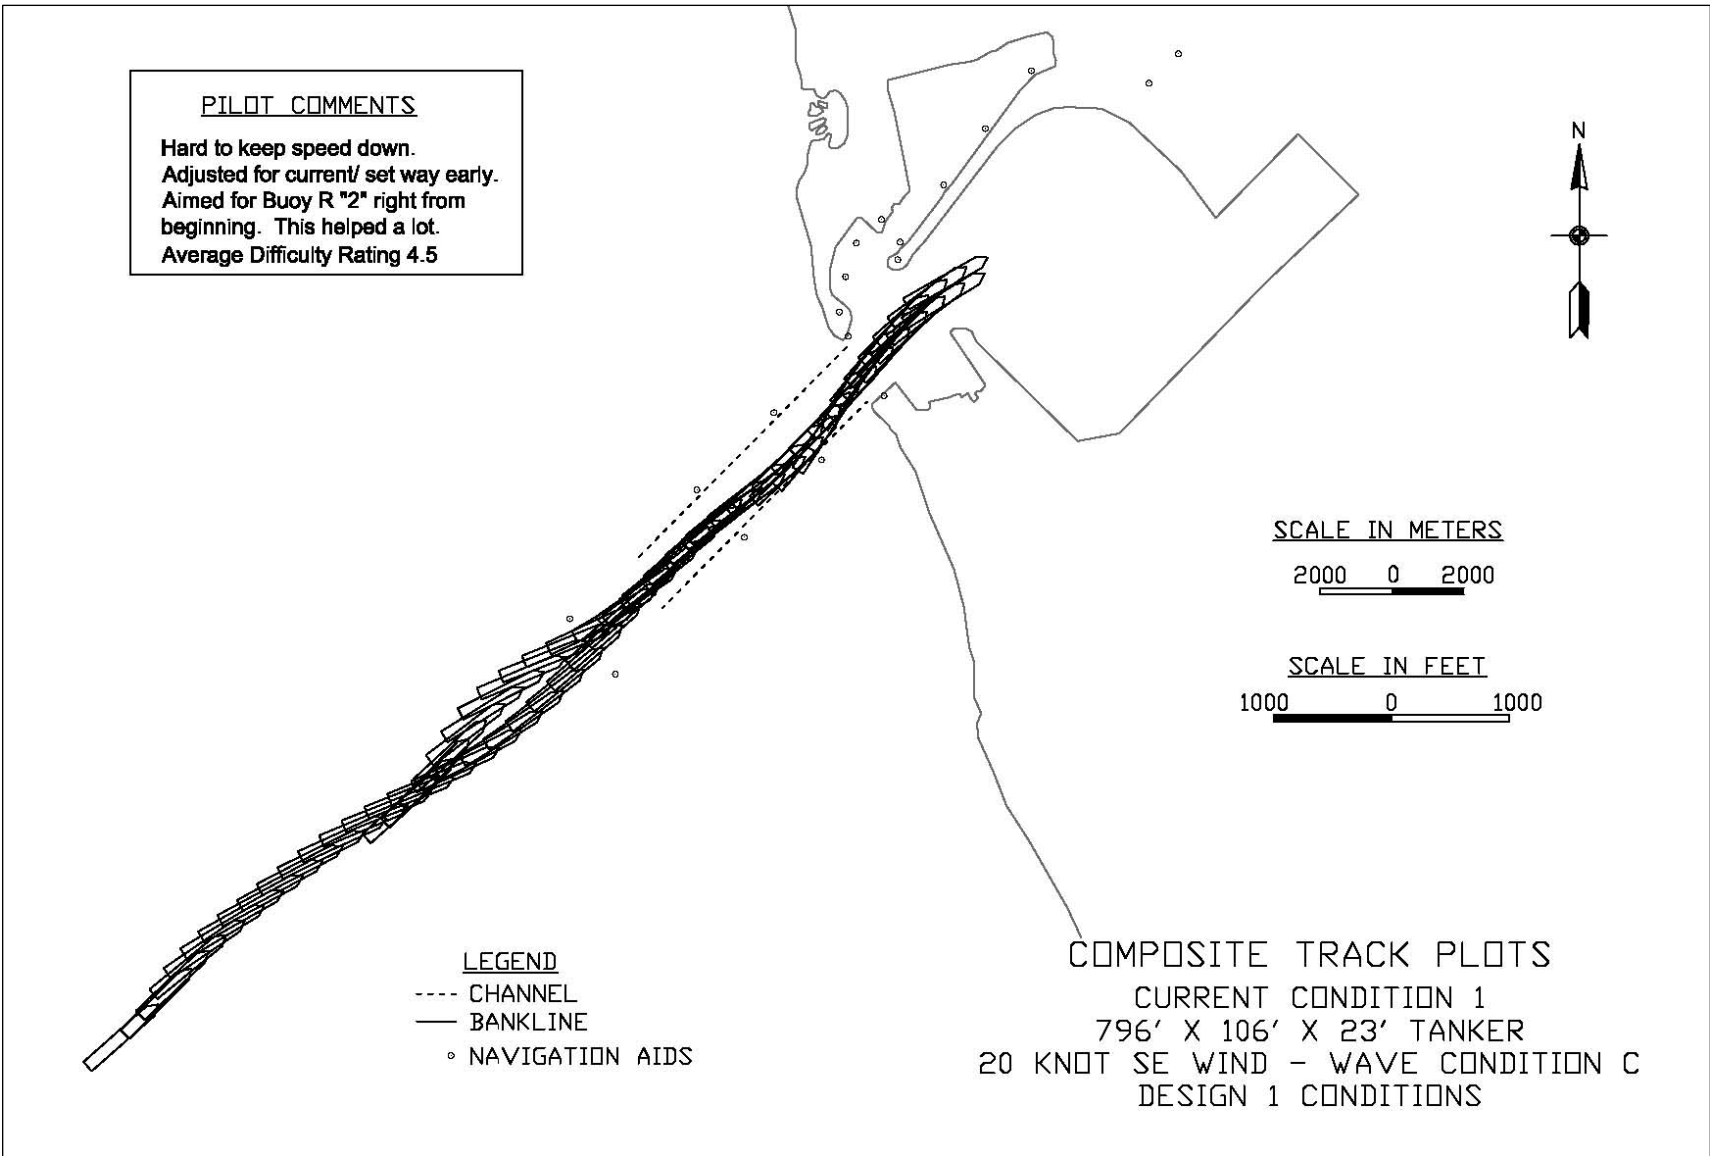 PILOT COMMENTS
Hard to keep speed down.
Adjusted for current/ set way early.
Aimed for Buoy R "2" right from
beginning. This helped a lot.
Average Difficulty Rating 4.5
N
SCALE IN METERS
2000 0 2000
SCALE IN FEET
1000 0 1000
LEGEND
CHANNEL
BANKLINE
NAVIGATION AIDS
COMPOSITE TRACK PLOTS
CURRENT CONDITION 1
796' X 106' X 23' TANKER
20 KNOT SE WIND - WAVE CONDITION C
DESIGN 1 CONDITIONS